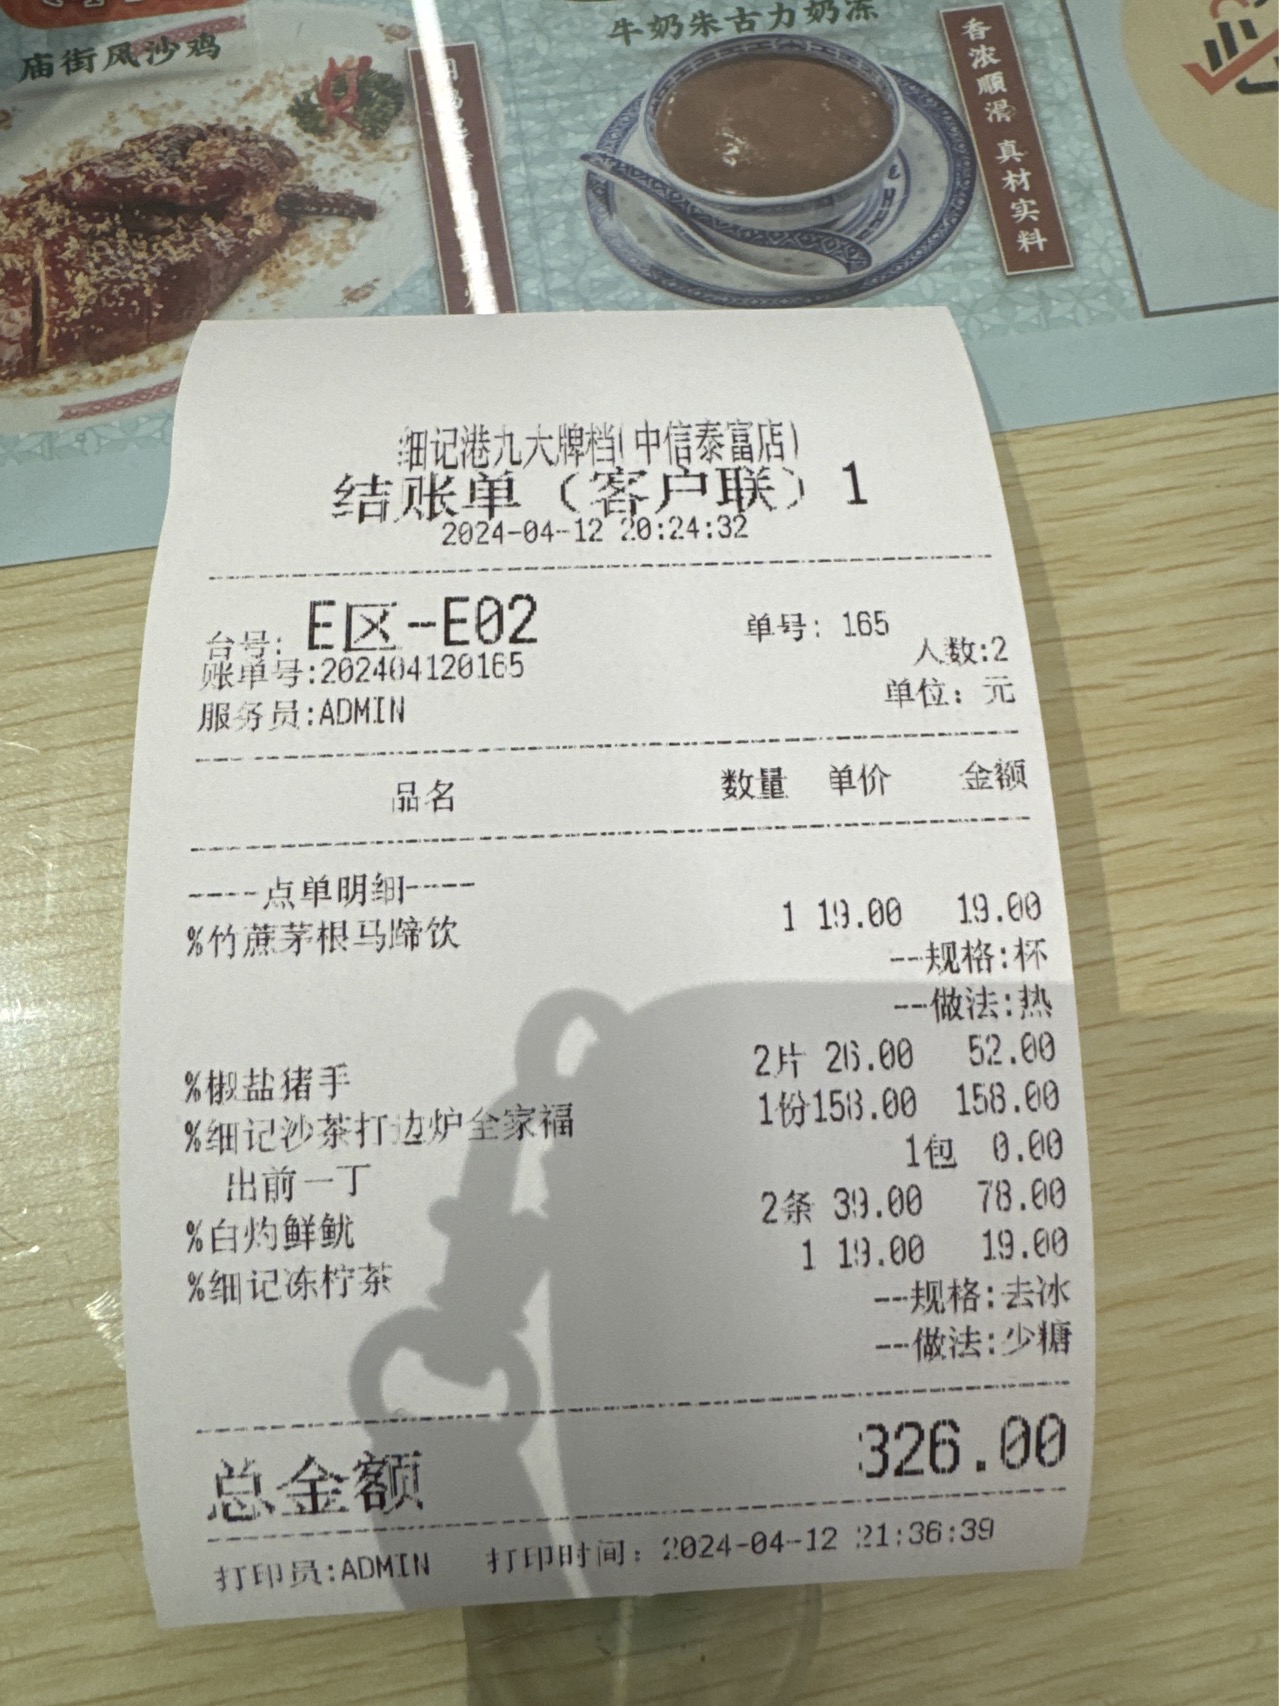 庙街风沙鸡
牛奶朱古力奶冻
香浓順滑 真材实料
细记港九大牌档(中信泰富店)
结账单（客户联）1
2024-04-12 20:24:32
台号: E区-E02 单号: 165
人数:2
账单号:202404120165
单位: 元
服务员:ADMIN
品名 数量 单价 金额
----点单明细----
%竹蔗茅根马蹄饮 1 19.00 19.00
--规格:杯
--做法:热
%椒盐猪手 2片 26.00 52.00
%细记沙茶打边炉全家福 1份158.00 158.00
出前一丁 1包 0.00
%白灼鲜鱿 2条 39.00 78.00
%细记冻柠茶 1 19.00 19.00
--规格:去冰
--做法:少糖
总金额 326.00
打印员:ADMIN 打印时间: 2024-04-12 21:36:39